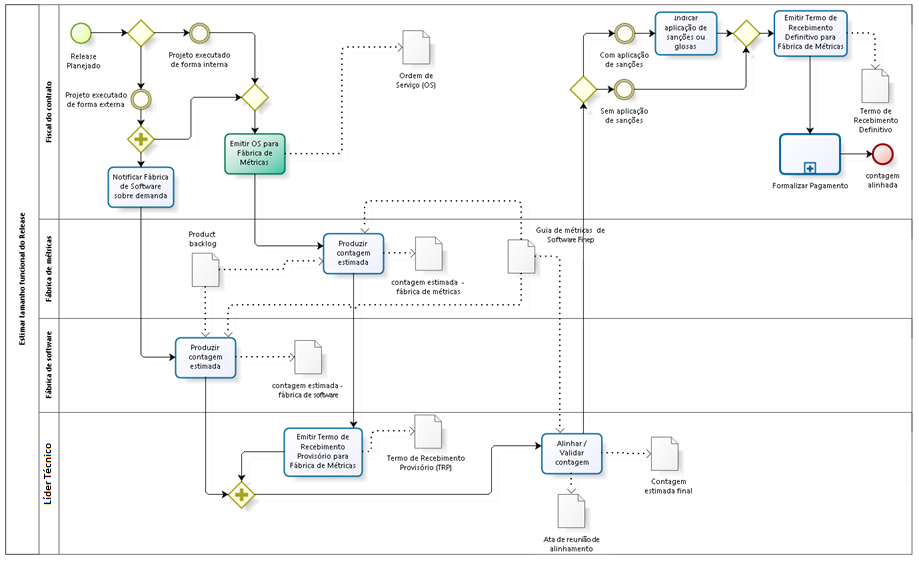 Estimar tamanho funcional do Release
Fiscal do contrato
Release
Planejado
Projeto executado
de forma interna
Projeto executado
de forma externa
Notificar Fábrica
de Software
sobre demanda
Emitir OS para
Fábrica de
Métricas
Ordem de
Serviço (OS)
Com aplicação
de sanções
Sem aplicação
de sanções
Indicar
aplicação de
sanções ou
glosas
Emitir Termo de
Recebimento
Definitivo para
Fábrica de Métricas
Termo de
Recebimento
Definitivo
Formalizar Pagamento
contagem
alinhada
Fábrica de métricas
Product
backlog
Produzir
contagem
estimada
contagem estimada -
fábrica de métricas
Guia de métricas de
Software Finep
Fábrica de software
Produzir
contagem
estimada
contagem estimada -
fábrica de software
Líder Técnico
Emitir Termo de
Recebimento
Provisório para
Fábrica de Métricas
Termo de Recebimento
Provisório (TRP)
Alinhar /
Validar
contagem
Contagem
estimada final
Ata de reunião de
alinhamento